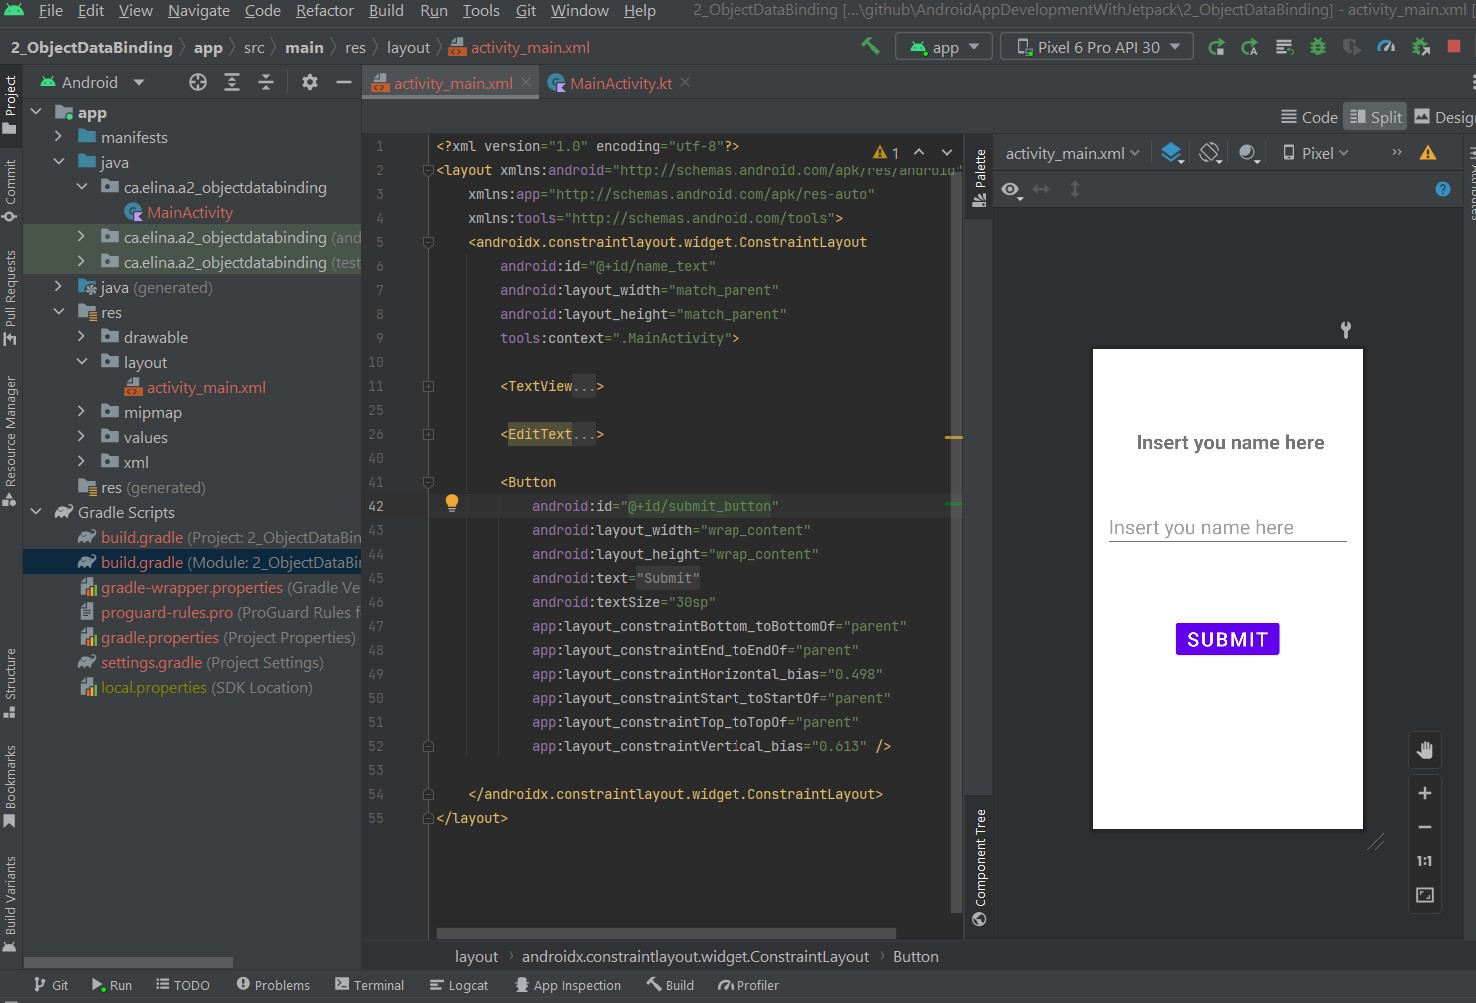 File Edit View Navigate Code Refactor Build Run Tools Git Window Help 2_ObjectDataBinding [...\github\AndroidAppDevelopmentWithJetpack\2_ObjectDataBinding] - activity_main.xml [
2_ObjectDataBinding app src main res layout activity_main.xml app Pixel 6 Pro API 30
Android
activity_main.xml MainActivity.kt
Code Split Design
Project
Commit
Pull Requests
Resource Manager
Structure
Bookmarks
Build Variants
app
manifests
java
ca.elina.a2_objectdatabinding
MainActivity
ca.elina.a2_objectdatabinding (and
ca.elina.a2_objectdatabinding (test
java (generated)
res
drawable
layout
activity_main.xml
mipmap
values
xml
res (generated)
Gradle Scripts
build.gradle (Project: 2_ObjectDataBin
build.gradle (Module: 2_ObjectDataBi
gradle-wrapper.properties (Gradle Ve
proguard-rules.pro (ProGuard Rules f
gradle.properties (Project Properties)
settings.gradle (Project Settings)
local.properties (SDK Location)
1 <?xml version="1.0" encoding="utf-8"?>
1
2 <layout xmlns:android="http://schemas.android.com/apk/res/android"
3 xmlns:app="http://schemas.android.com/apk/res-auto"
4 xmlns:tools="http://schemas.android.com/tools">
5 <androidx.constraintlayout.widget.ConstraintLayout
6 android:id="@+id/name_text"
7 android:layout_width="match_parent"
8 android:layout_height="match_parent"
9 tools:context=".MainActivity">
10
11 <TextView...>
25
26 <EditText...>
40
41 <Button
42 android:id="@+id/submit_button"
43 android:layout_width="wrap_content"
44 android:layout_height="wrap_content"
45 android:text="Submit"
46 android:textSize="30sp"
47 app:layout_constraintBottom_toBottomOf="parent"
48 app:layout_constraintEnd_toEndOf="parent"
49 app:layout_constraintHorizontal_bias="0.498"
50 app:layout_constraintStart_toStartOf="parent"
51 app:layout_constraintTop_toTopOf="parent"
52 app:layout_constraintVertical_bias="0.613" />
53
54 </androidx.constraintlayout.widget.ConstraintLayout>
55 </layout>
Palette
Component Tree
activity_main.xml Pixel »
?
Attributes
Insert you name here
Insert you name here
SUBMIT
1:1
layout androidx.constraintlayout.widget.ConstraintLayout Button
Git Run TODO Problems Terminal Logcat App Inspection Build Profiler